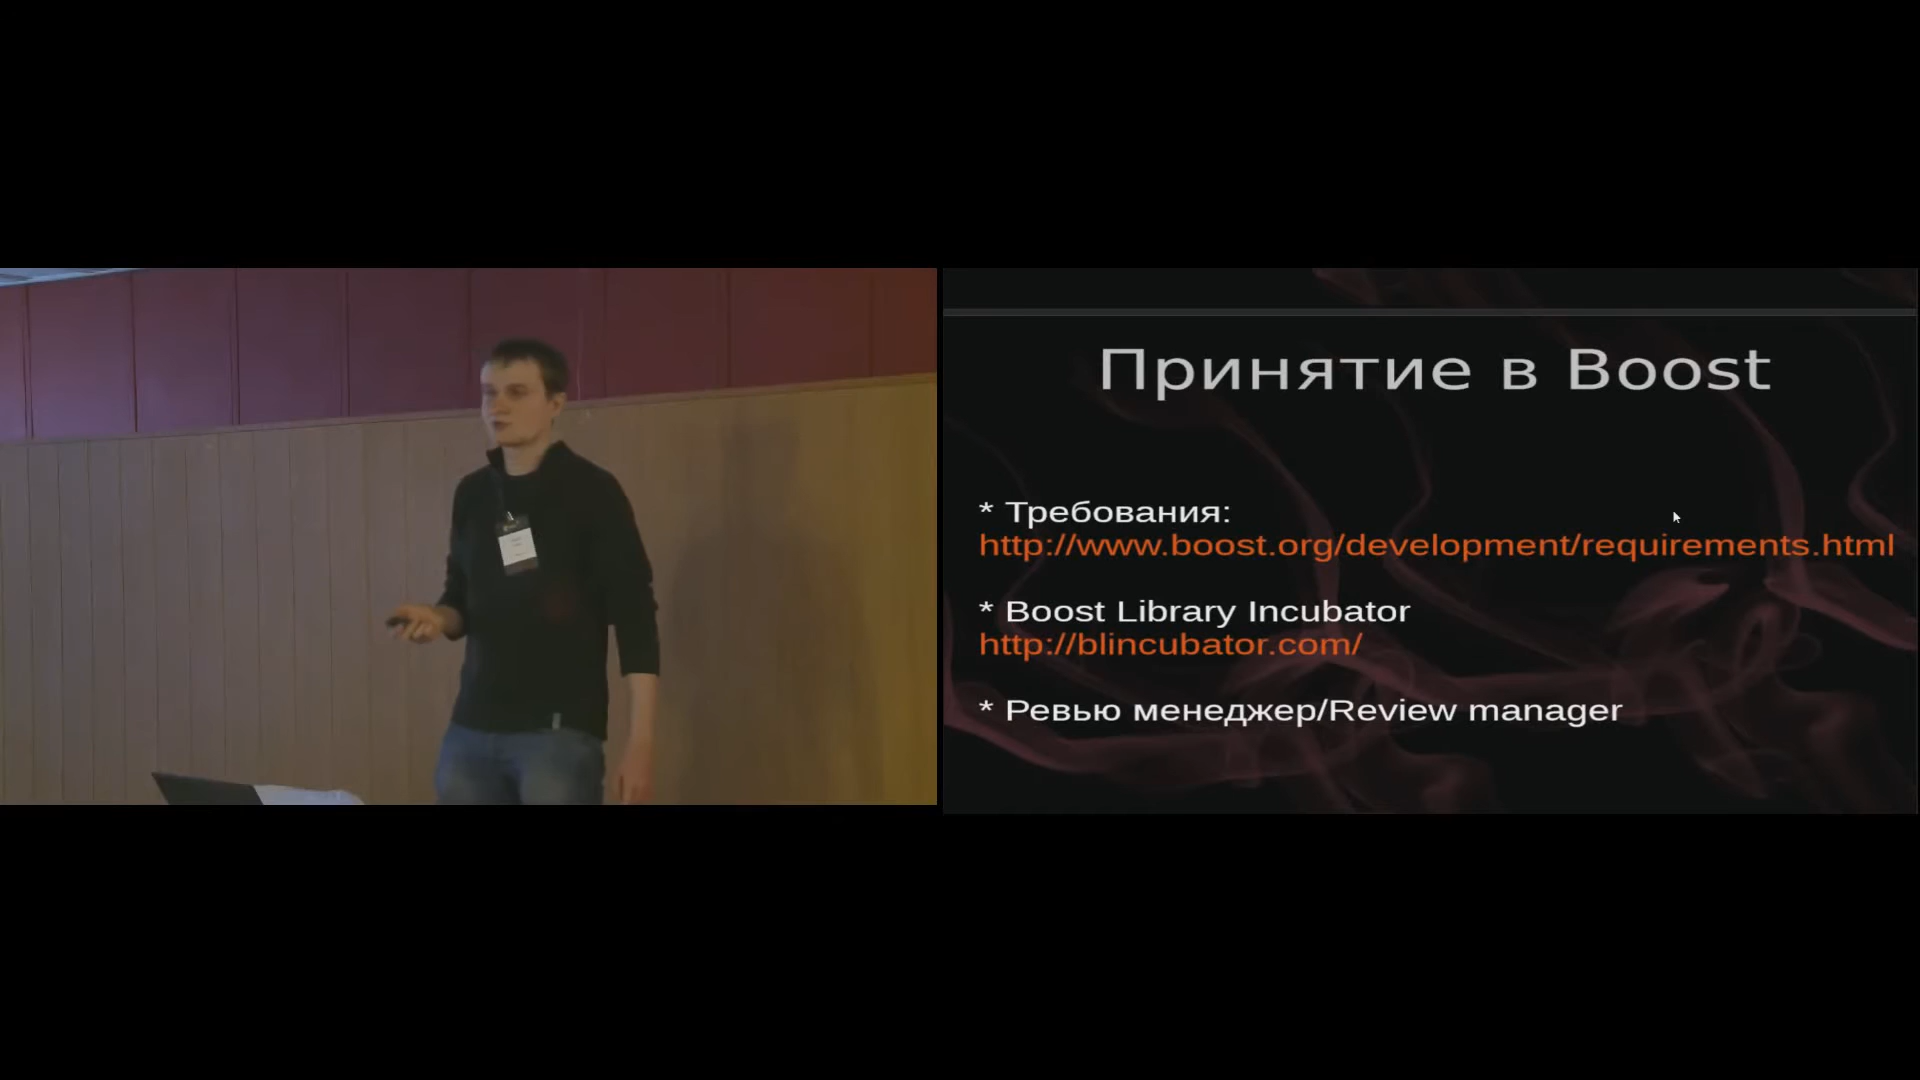 Принятие в Boost
* Требования:
http://www.boost.org/development/requirements.html
* Boost Library Incubator
http://blincubator.com/
* Ревью менеджер/Review manager